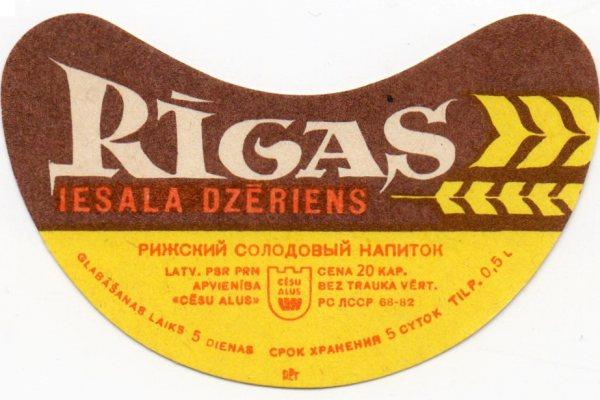 RĪGAS
IESALA DZĒRIENS
РИЖСКИЙ СОЛОДОВЫЙ НАПИТОК
LATV. PSR PRM
APVIENĪBA
«CĒSU ALUS»
CĒSU
ALUS
CENA 20 KAP.
BEZ TRAUKA VĒRT.
РС ЛССР 68-82
GLABĀŠANAS LAIKS 5 DIENAS СРОК ХРАНЕНИЯ 5 СУТОК TILP. 0,5 L